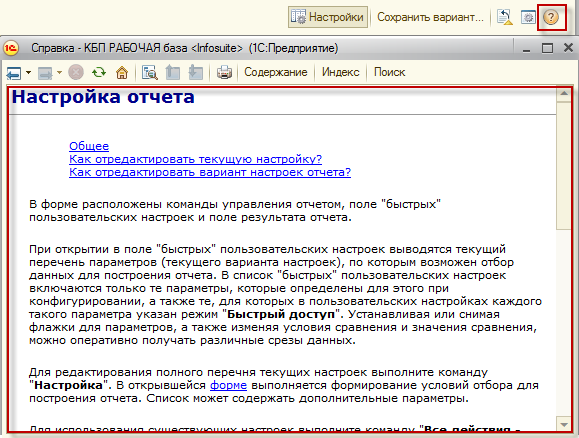 Настройки Сохранить вариант... ?
1С Справка - КБП РАБОЧАЯ база <Infosuite> (1С:Предприятие)
Содержание Индекс Поиск
Настройка отчета
Общее
Как отредактировать текущую настройку?
Как отредактировать вариант настроек отчета?
В форме расположены команды управления отчетом, поле "быстрых"
пользовательских настроек и поле результата отчета.
При открытии в поле "быстрых" пользовательских настроек выводятся текущий
перечень параметров (текущего варианта настроек), по которым возможен отбор
данных для построения отчета. В список "быстрых" пользовательских настроек
включаются только те параметры, которые определены для этого при
конфигурировании, а также те, для которых в пользовательских настройках каждого
такого параметра указан режим "Быстрый доступ". Устанавливая или снимая
флажки для параметров, а также изменяя условия сравнения и значения сравнения,
можно оперативно получать различные срезы данных.
Для редактирования полного перечня текущих настроек выполните команду
"Настройка". В открывшейся форме выполняется формирование условий отбора для
построения отчета. Список может содержать дополнительные параметры.
Для использования существующих настроек выполните команду "Все действия -